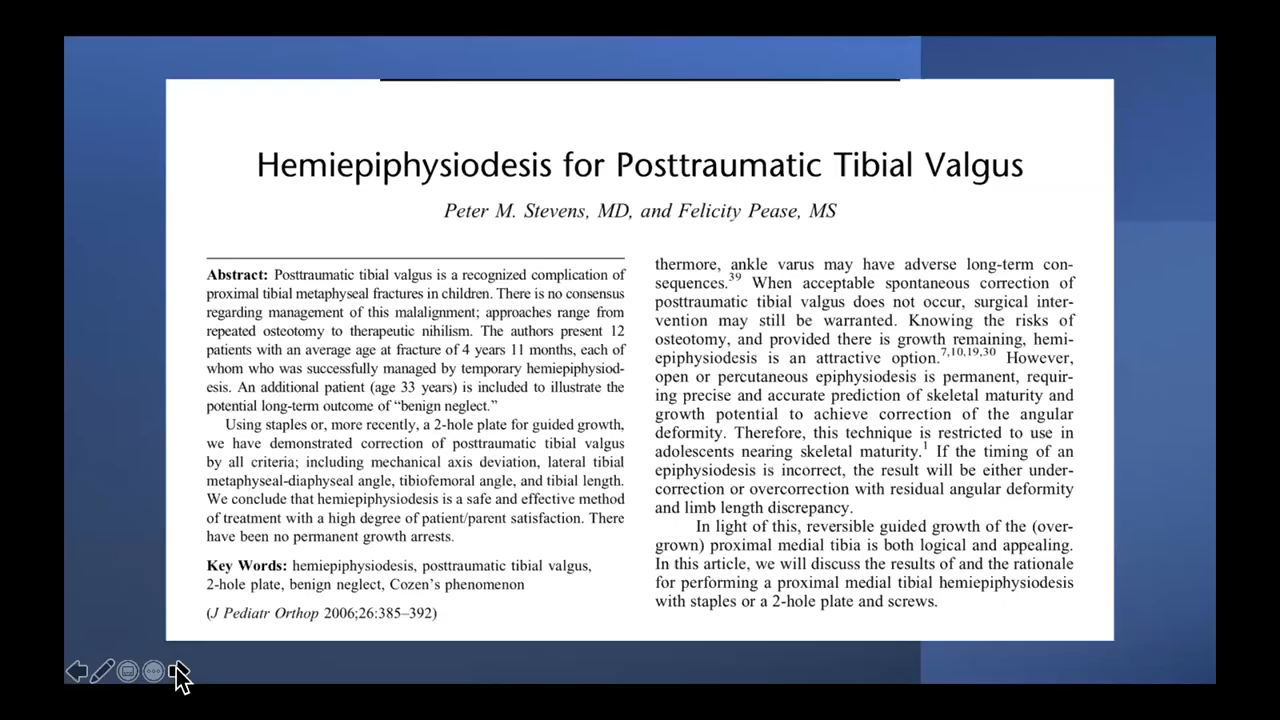 Hemiepiphysiodesis for Posttraumatic Tibial Valgus
Peter M. Stevens, MD, and Felicity Pease, MS
Abstract: Posttraumatic tibial valgus is a recognized complication of
proximal tibial metaphyseal fractures in children. There is no consensus
regarding management of this malalignment; approaches range from
repeated osteotomy to therapeutic nihilism. The authors present 12
patients with an average age at fracture of 4 years 11 months, each of
whom who was successfully managed by temporary hemiepiphysiod-
esis. An additional patient (age 33 years) is included to illustrate the
potential long-term outcome of “benign neglect.”
Using staples or, more recently, a 2-hole plate for guided growth,
we have demonstrated correction of posttraumatic tibial valgus
by all criteria; including mechanical axis deviation, lateral tibial
metaphyseal-diaphyseal angle, tibiofemoral angle, and tibial length.
We conclude that hemiepiphysiodesis is a safe and effective method
of treatment with a high degree of patient/parent satisfaction. There
have been no permanent growth arrests.
Key Words: hemiepiphysiodesis, posttraumatic tibial valgus,
2-hole plate, benign neglect, Cozen’s phenomenon
(J Pediatr Orthop 2006;26:385–392)
thermore, ankle varus may have adverse long-term con-
sequences.39 When acceptable spontaneous correction of
posttraumatic tibial valgus does not occur, surgical inter-
vention may still be warranted. Knowing the risks of
osteotomy, and provided there is growth remaining, hemi-
epiphysiodesis is an attractive option.7,10,19,30 However,
open or percutaneous epiphysiodesis is permanent, requir-
ing precise and accurate prediction of skeletal maturity and
growth potential to achieve correction of the angular
deformity. Therefore, this technique is restricted to use in
adolescents nearing skeletal maturity.1 If the timing of an
epiphysiodesis is incorrect, the result will be either under-
correction or overcorrection with residual angular deformity
and limb length discrepancy.
In light of this, reversible guided growth of the (over-
grown) proximal medial tibia is both logical and appealing.
In this article, we will discuss the results of and the rationale
for performing a proximal medial tibial hemiepiphysiodesis
with staples or a 2-hole plate and screws.